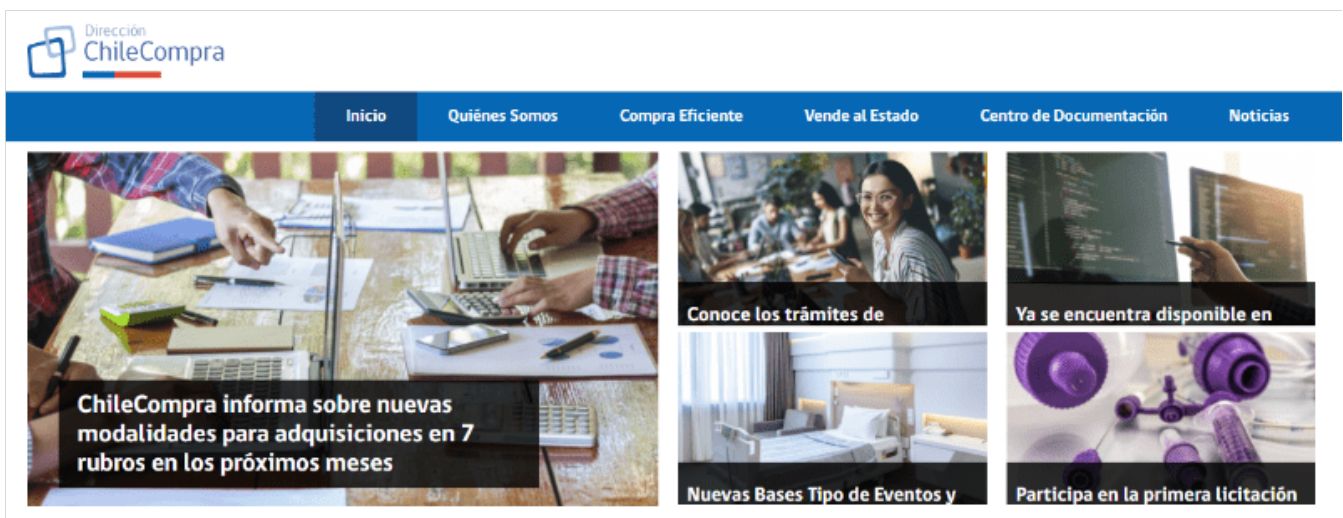 Dirección
ChileCompra
Inicio Quiénes Somos Compra Eficiente Vende al Estado Centro de Documentación Noticias
ChileCompra informa sobre nuevas
modalidades para adquisiciones en 7
rubros en los próximos meses
Conoce los trámites de
Ya se encuentra disponible en
Nuevas Bases Tipo de Eventos y
Participa en la primera licitación